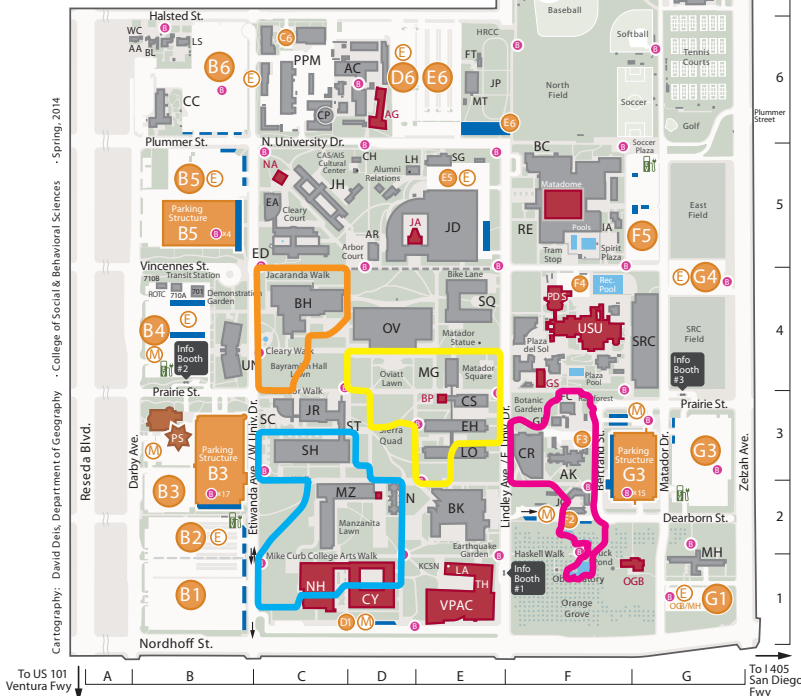 Halsted St.
WC
AA
BL
LS
B6
E
CC
C6
PPM
AC
CP
AG
E
D6
E6
HRCC
FT
JP
MT
E6
Baseball
Softball
Tennis
Courts
North
Field
Soccer
Golf
6
Plummer
Street
Plummer St.
N. University Dr.
B5
E
Parking
Structure
B5
B x4
NA
CAS/AIS
Cultural
Center
CH
Alumni
Relations
LH
SG
E5
E
JH
EA
Cleary
Court
AR
JA
JD
Arbor
Court
ED
BC
Matadome
RE
Pools
IA
Tram
Stop
Spirit
Plaza
Soccer
Plaza
F5
East
Field
5
Vincennes St.
710B
Transit Station
ROTC
710A
701
Demonstration
Garden
B4
E
M
Info
Booth
#2
UN
Jacaranda Walk
BH
Cleary Walk
Bayramian Hall
Lawn
OV
Bike Lane
SQ
Matador
Statue
Oviatt
Lawn
MG
Matador
Square
F4
Rec.
Pool
PDS
USU
Plaza
del Sol
SRC
E
G4
SRC
Field
Info
Booth
#3
Plaza
Pool
GS
4
Prairie St.
PS
M
Parking
Structure
B3
B x17
B3
SC
JR
ST
SH
Sierra
Quad
BP
CS
EH
LO
Botanic
Garden
FC
Rainforest
CR
F3
AK
M
Parking
Structure
G3
B x15
Prairie St.
G3
3
B2
E
MZ
N
Manzanita
Lawn
BK
M
F2
Dearborn St.
2
Mike Curb College Arts Walk
Earthquake
Garden
B1
NH
CY
KCSN
LA
TH
VPAC
D1
M
Info
Booth
#1
Haskell Walk
Orange
Grove
OGB
MH
E
OGB/MH
G1
1
Nordhoff St.
Reseda Blvd.
Darby Ave.
Etiwanda Ave. / W. Univ. Dr.
Bertrand St.
Matador Dr.
Zelzah Ave.
Cartography: David Deis, Department of Geography · College of Social & Behavioral Sciences · Spring, 2014
To US 101
Ventura Fwy
A
B
C
D
E
F
G
To I 405
San Diego
Fwy